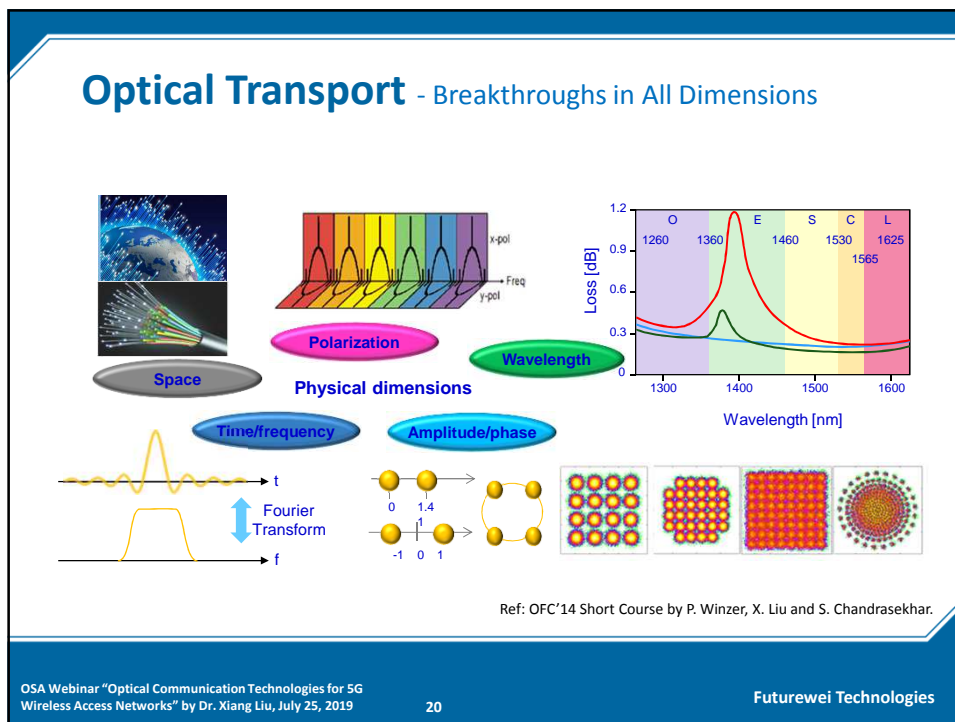 Optical Transport - Breakthroughs in All Dimensions
x-pol
Freq
y-pol
Polarization
Space
Physical dimensions
Wavelength
Time/frequency
Amplitude/phase
Loss [dB]
1.2
0.9
0.6
0.3
0
O E S C L
1260 1360 1460 1530 1625
1565
1300 1400 1500 1600
Wavelength [nm]
t
Fourier
Transform
f
0 1.4
1
-1 0 1
Ref: OFC'14 Short Course by P. Winzer, X. Liu and S. Chandrasekhar.
OSA Webinar “Optical Communication Technologies for 5G
Wireless Access Networks” by Dr. Xiang Liu, July 25, 2019
20
Futurewei Technologies